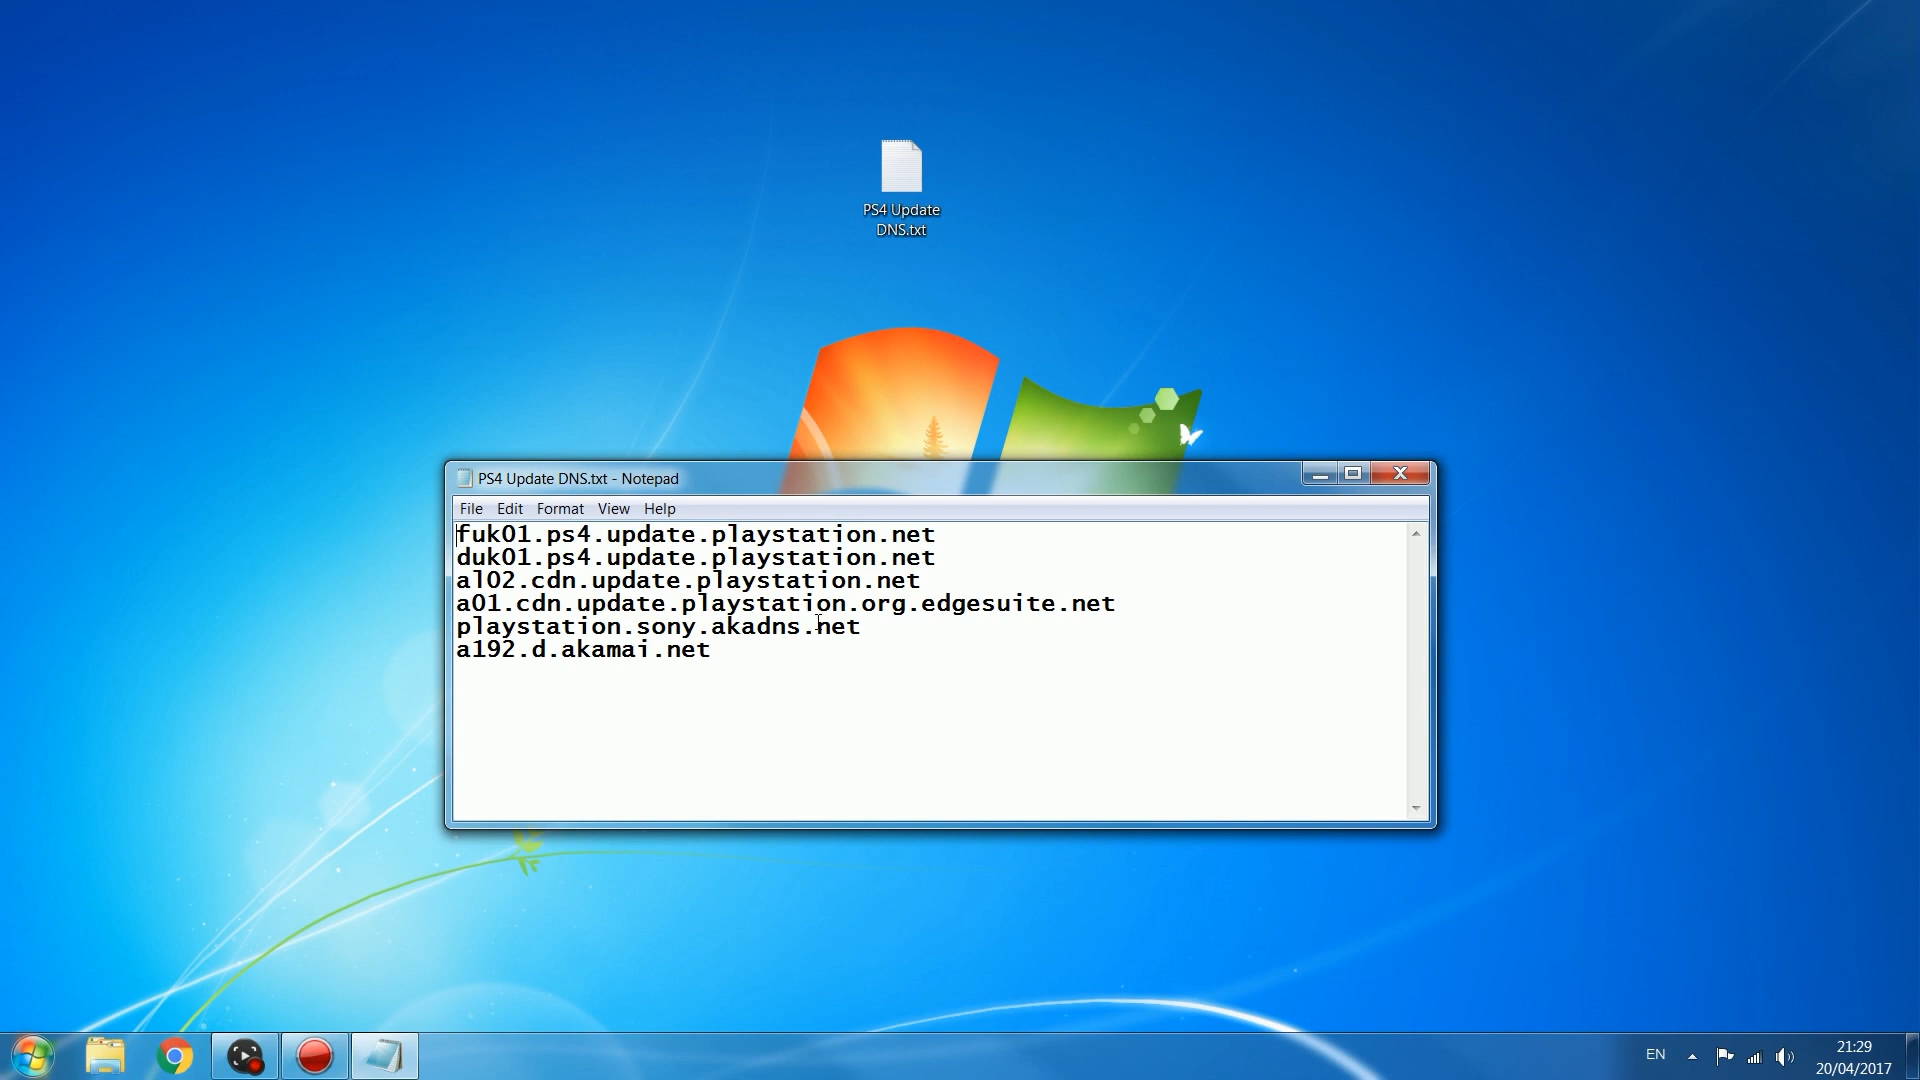 PS4 Update
DNS.txt
PS4 Update DNS.txt - Notepad
File Edit Format View Help
fuk01.ps4.update.playstation.net
duk01.ps4.update.playstation.net
al02.cdn.update.playstation.net
a01.cdn.update.playstation.org.edgesuite.net
playstation.sony.akadns.net
a192.d.akamai.net
EN
21:29
20/04/2017